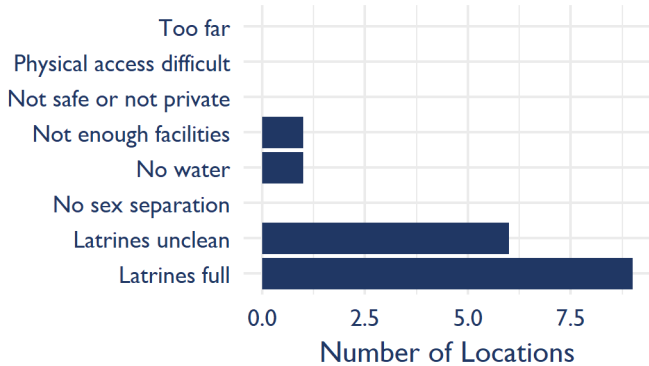 Too far
Physical access difficult
Not safe or not private
Not enough facilities
No water
No sex separation
Latrines unclean
Latrines full
0.0 2.5 5.0 7.5
Number of Locations